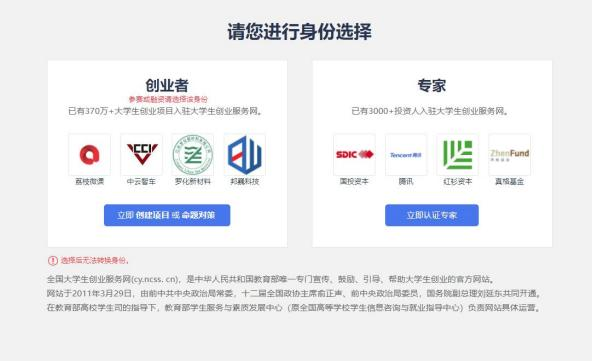 请您进行身份选择
创业者
参赛或融资请选择该身份
已有370万+大学生创业项目入驻大学生创业服务网。
荔枝微课
中云智车
罗化新材料
邦巍科技
立即 创建项目 或 命题对策
专家
已有3000+投资人入驻大学生创业服务网。
SDIC
Tencent 腾讯
ZhenFund
国投资本
腾讯
红杉资本
真格基金
立即认证专家
选择后无法转换身份。
全国大学生创业服务网(cy.ncss. cn)，是中华人民共和国教育部唯一专门宣传、鼓励、引导、帮助大学生创业的官方网站。
网站于2011年3月29日，由前中共中央政治局常委，十二届全国政协主席俞正声、前中央政治局委员，国务院副总理刘延东共同开通。
在教育部高校学生司的指导下，教育部学生服务与素质发展中心（原全国高等学校学生信息咨询与就业指导中心）负责网站具体运营。